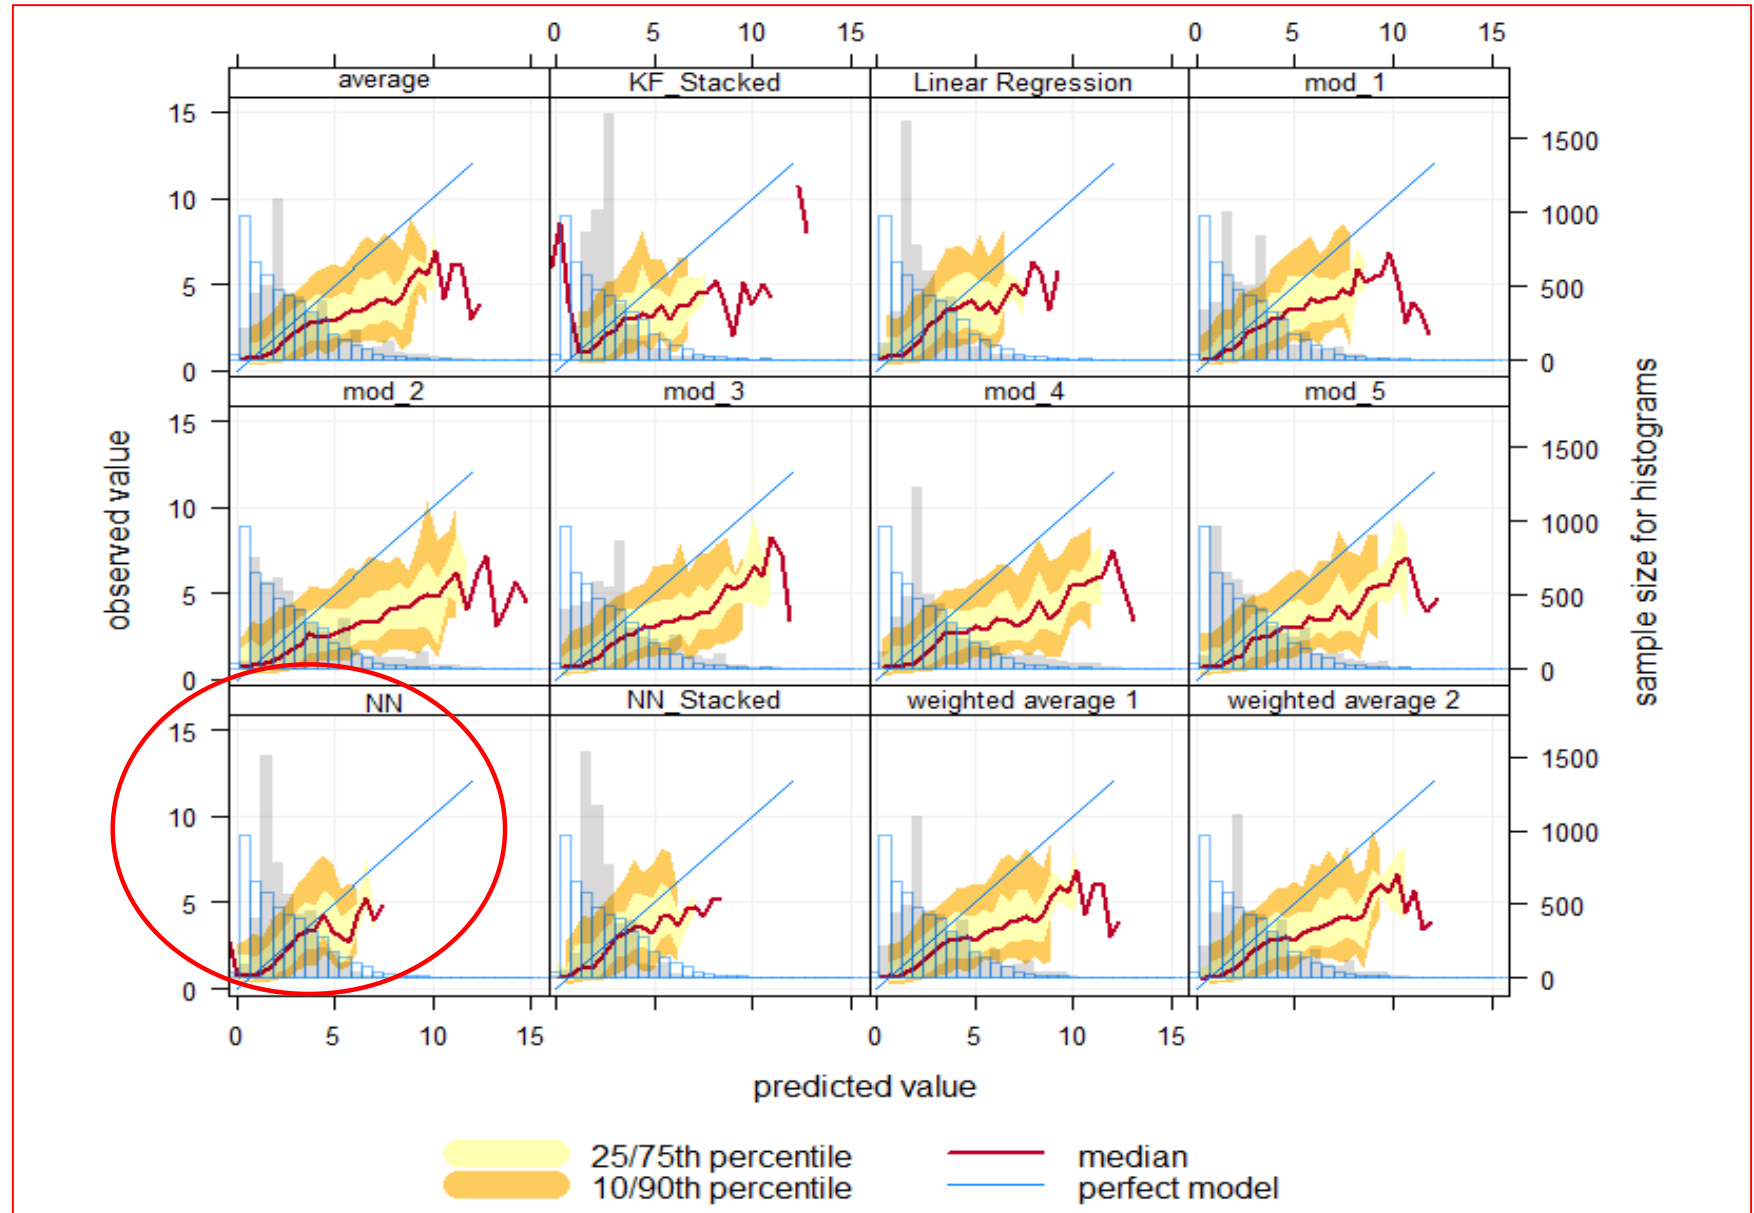 0 5 10 15 0 5 10 15
average KF_Stacked Linear Regression mod_1
15
10
5
0
1500
1000
500
0
mod_2 mod_3 mod_4 mod_5
15
10
5
0
1500
1000
500
0
NN NN_Stacked weighted average 1 weighted average 2
15
10
5
0
1500
1000
500
0
observed value
sample size for histograms
0 5 10 15 0 5 10 15
predicted value
25/75th percentile median
10/90th percentile perfect model